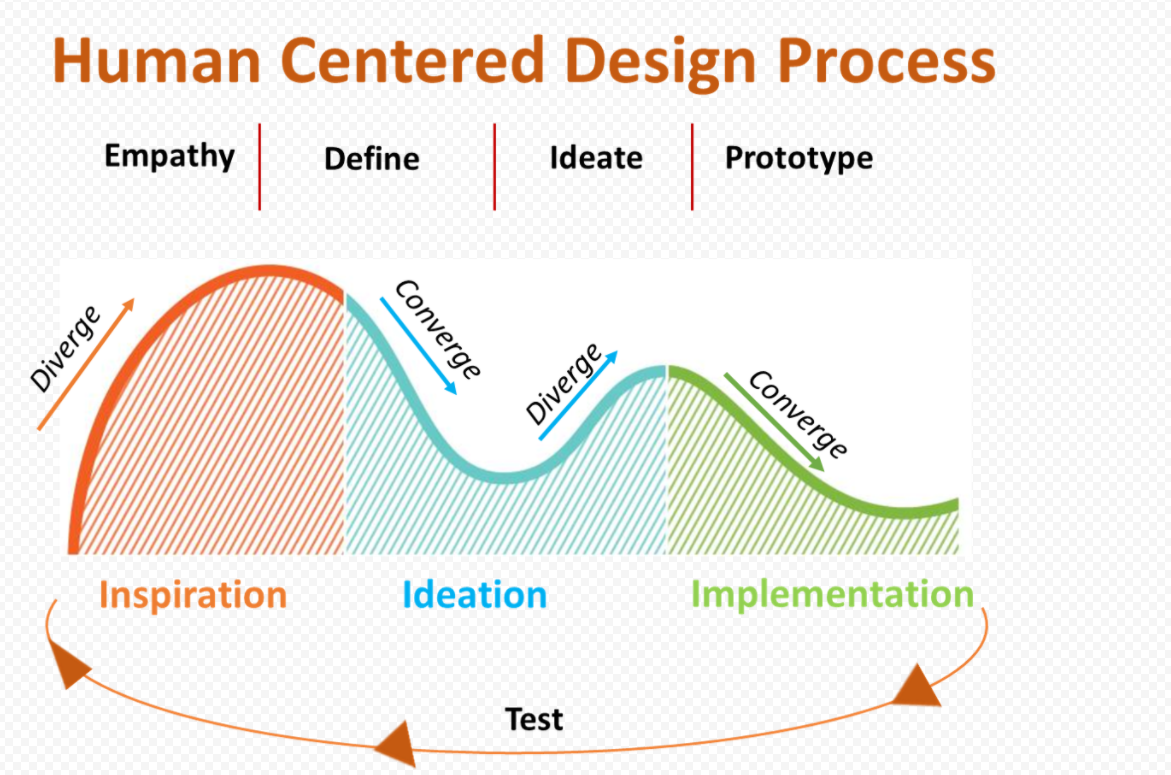 Human Centered Design Process
Empathy
Define
Ideate
Prototype
Diverge
Converge
Diverge
Converge
Inspiration
Ideation
Implementation
Test